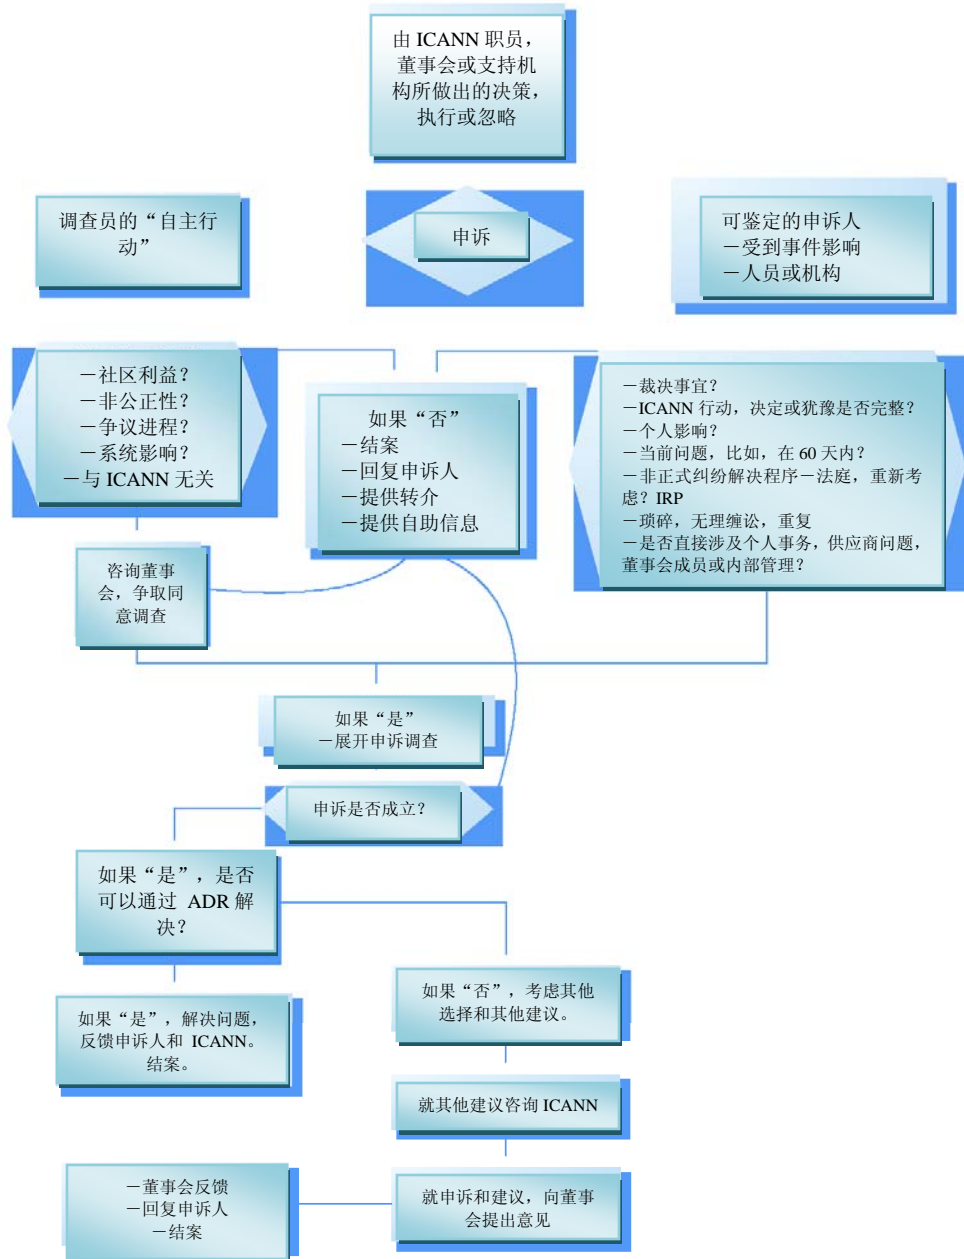 由 ICANN 职员，
董事会或支持机
构所做出的决策，
执行或忽略
调查员的“自主行
动”
申诉
可鉴定的申诉人
－受到事件影响
－人员或机构
－社区利益？
－非公正性？
－争议进程？
－系统影响？
－与 ICANN 无关
如果“否”
－结案
－回复申诉人
－提供转介
－提供自助信息
－裁决事宜？
－ICANN 行动，决定或犹豫是否完整？
－个人影响？
－当前问题，比如，在 60 天内？
－非正式纠纷解决程序－法庭，重新考
虑？IRP
－琐碎，无理缠讼，重复
－是否直接涉及个人事务，供应商问题，
董事会成员或内部管理？
咨询董事
会，争取同
意调查
如果“是”
－展开申诉调查
申诉是否成立？
如果“是”，是否
可以通过 ADR 解
决？
如果“是”，解决问题，
反馈申诉人和 ICANN。
结案。
如果“否”，考虑其他
选择和其他建议。
就其他建议咨询 ICANN
就申诉和建议，向董事
会提出意见
－董事会反馈
－回复申诉人
－结案